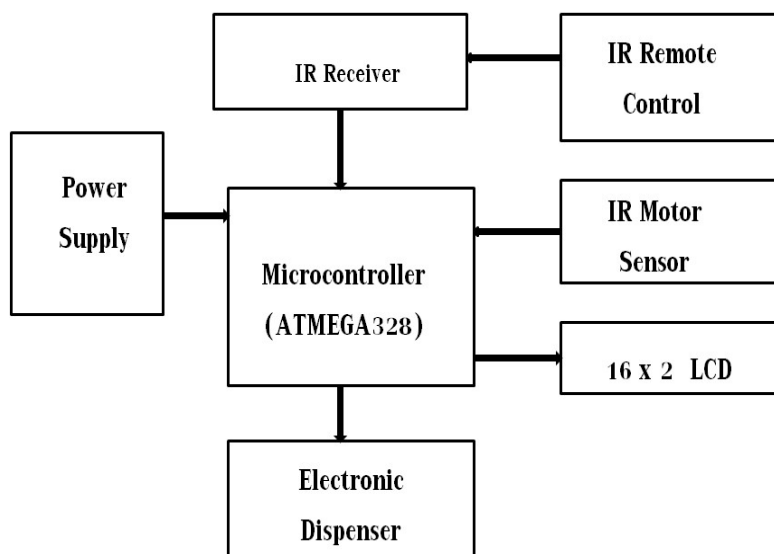 IR Receiver
IR Remote
Control
Power
Supply
IR Motor
Sensor
Microcontroller
(ATMEGA328)
16 x 2 LCD
Electronic
Dispenser